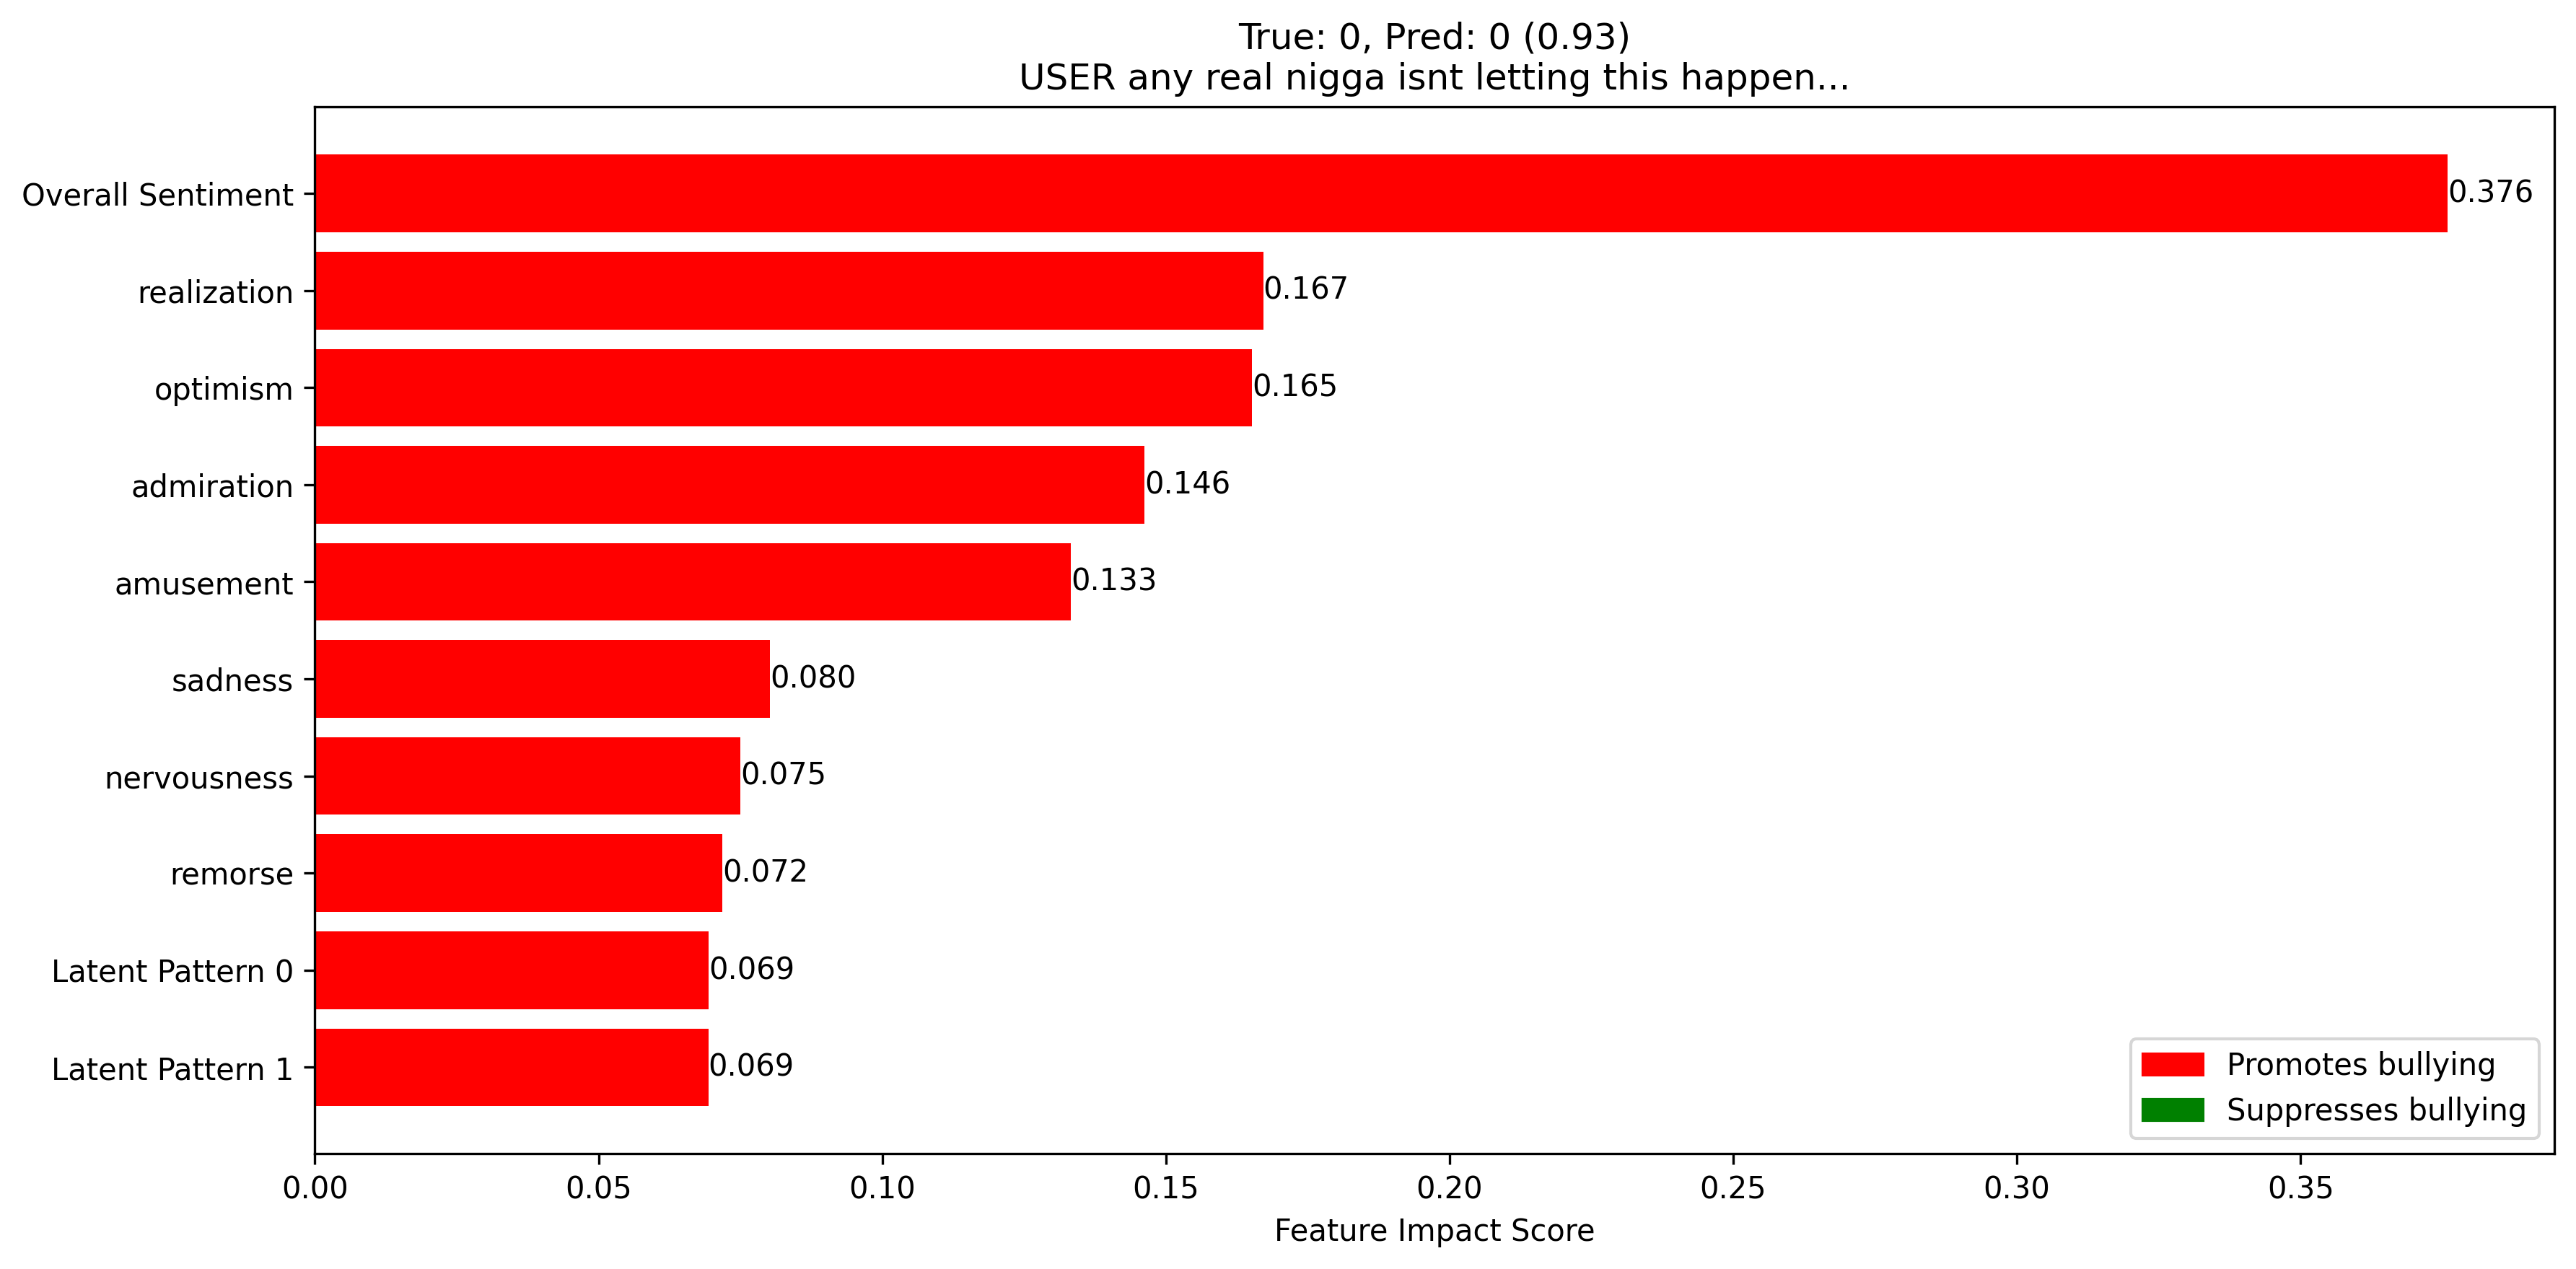 True: 0, Pred: 0 (0.93)
USER any real nigga isnt letting this happen...
Overall Sentiment
0.376
realization
0.167
optimism
0.165
admiration
0.146
amusement
0.133
sadness
0.080
nervousness
0.075
remorse
0.072
Latent Pattern 0
0.069
Latent Pattern 1
0.069
Promotes bullying
Suppresses bullying
0.00 0.05 0.10 0.15 0.20 0.25 0.30 0.35
Feature Impact Score